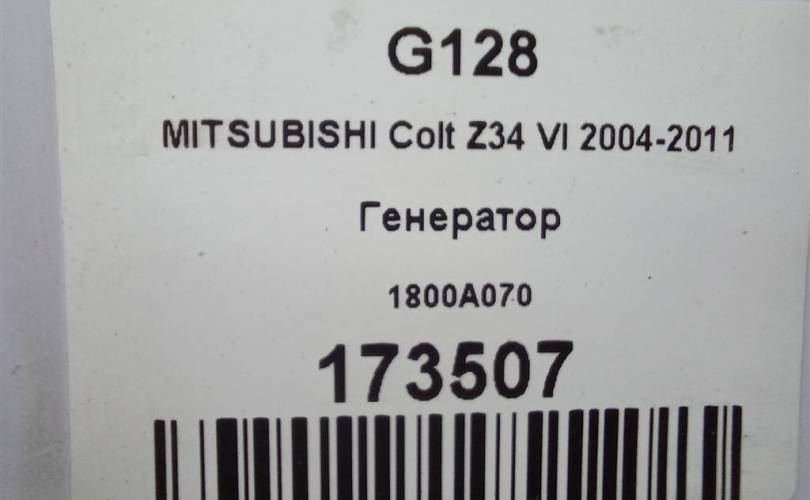 G128
MITSUBISHI Colt Z34 VI 2004-2011
Генератор
1800A070
173507